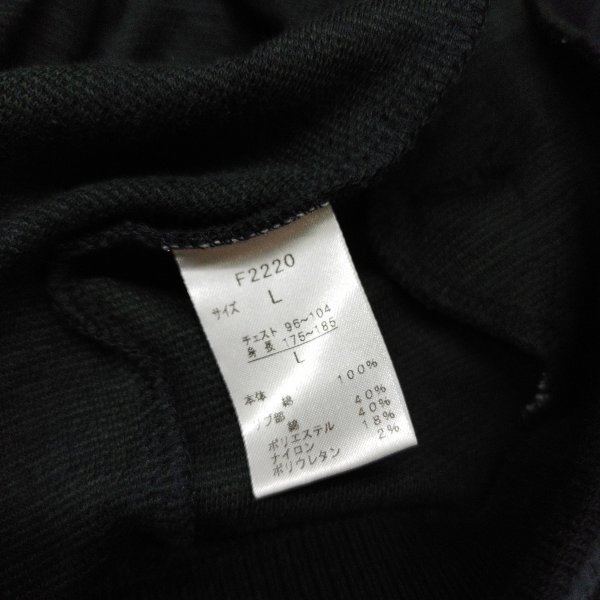 F2220
サイズ L
チェスト 96~104
身長 175~185
L
本体 綿 100%
リブ部
綿 40%
ポリエステル 40%
ナイロン 18%
ポリウレタン 2%